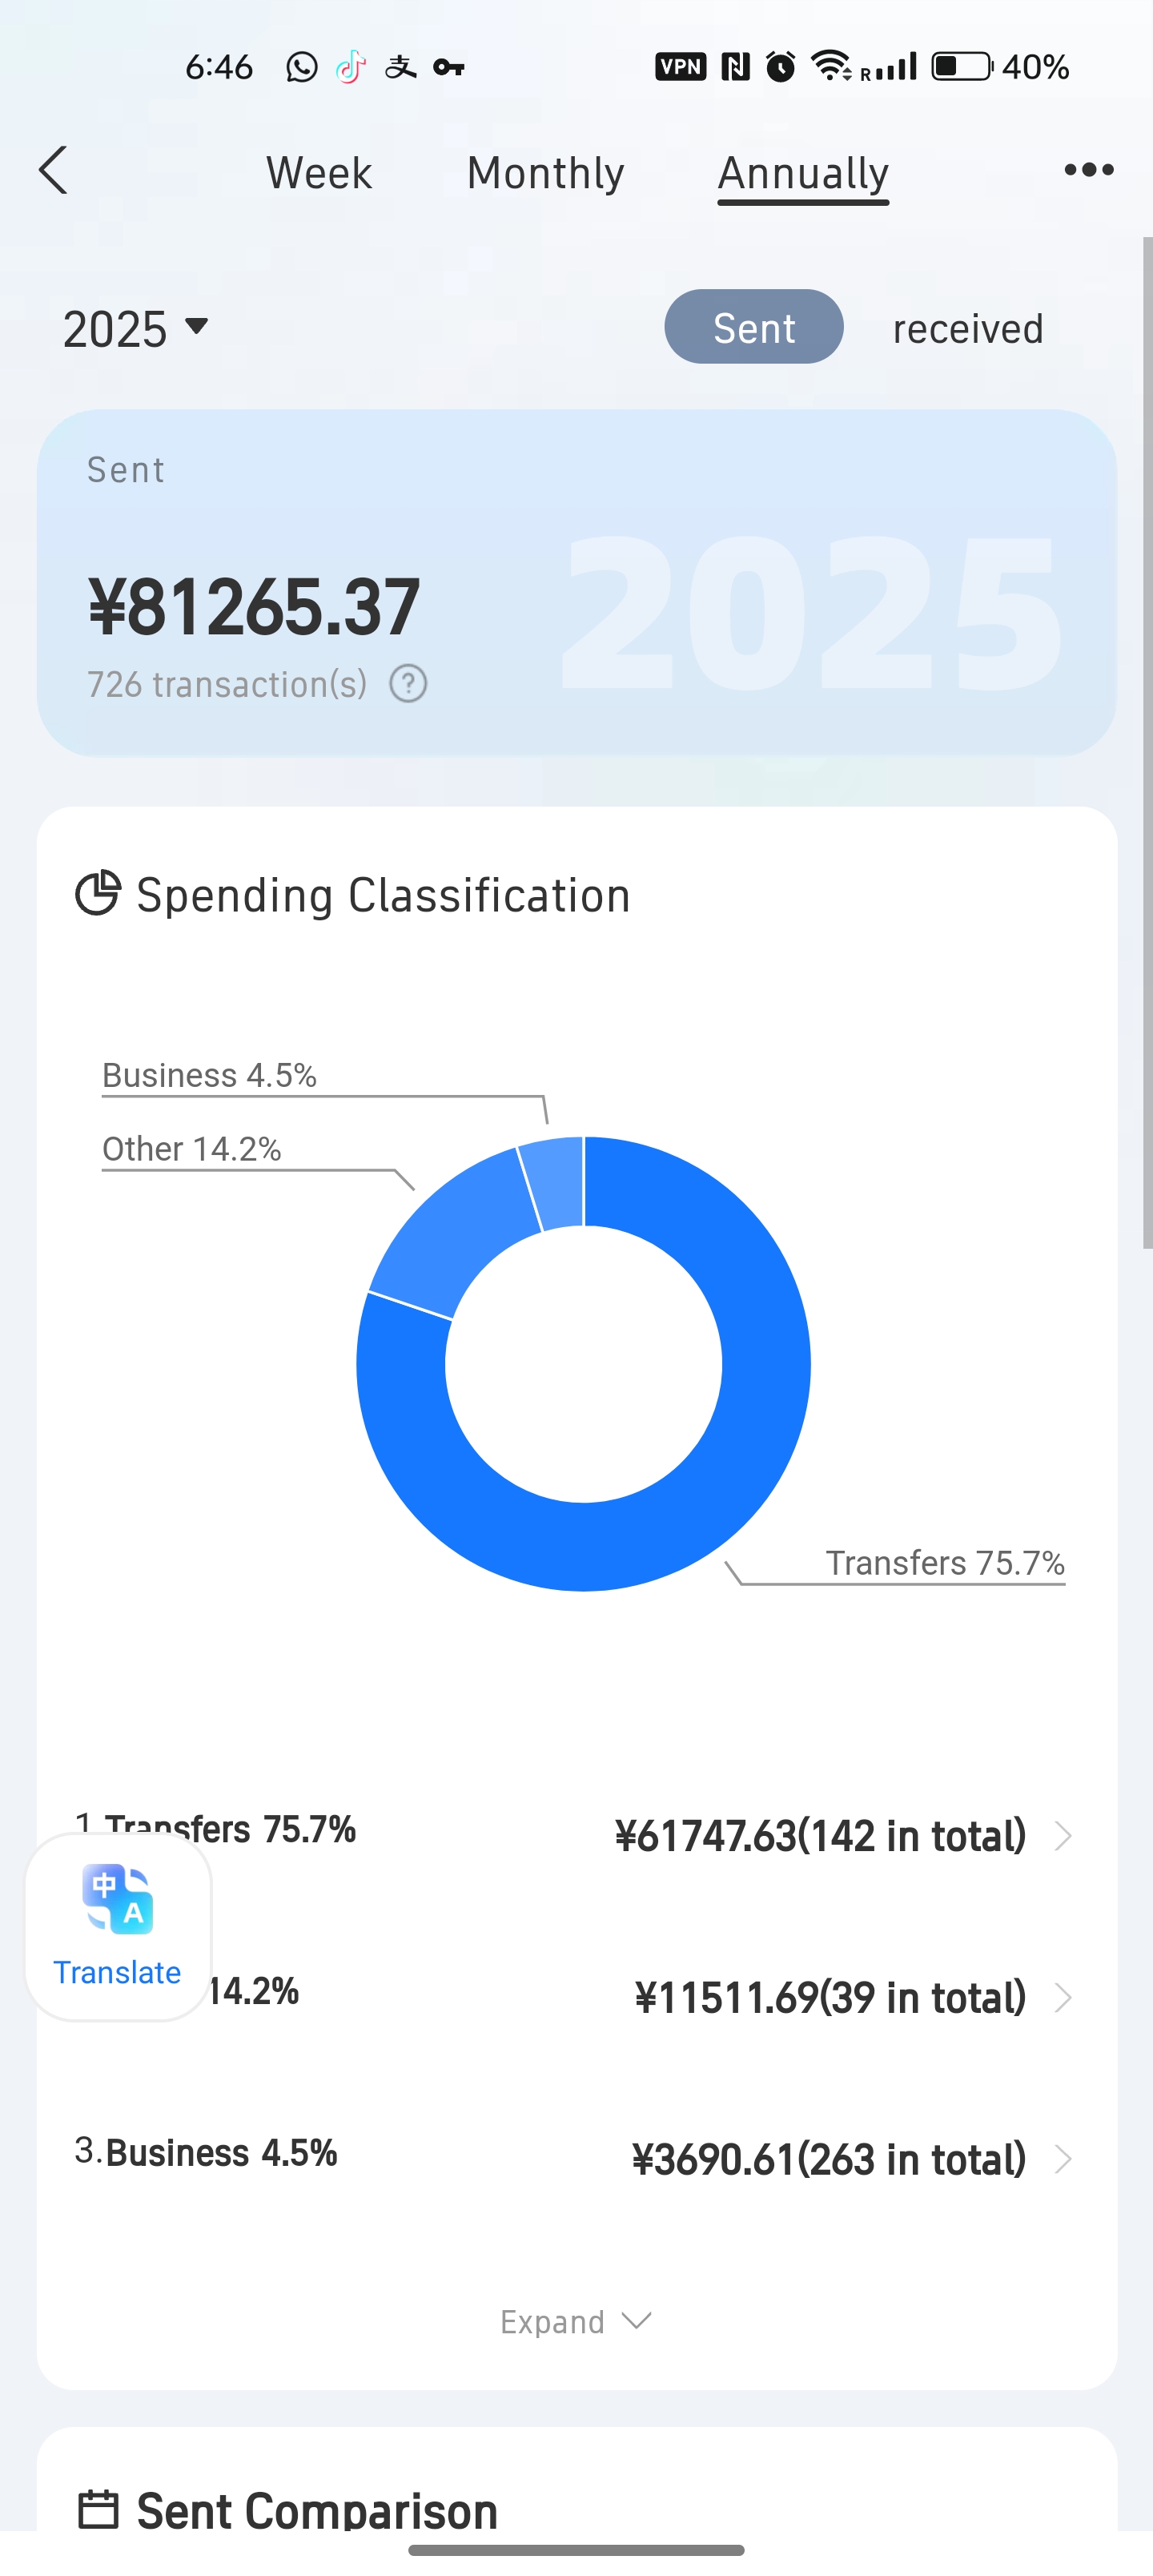 6:46 支 VPN R 40%
Week Monthly Annually
2025 Sent received
Sent
2025
¥81265.37
726 transaction(s) ?
Spending Classification
Business 4.5%
Other 14.2%
Transfers 75.7%
1.Transfers 75.7% ¥61747.63(142 in total)
14.2% ¥11511.69(39 in total)
中 A
Translate
3.Business 4.5% ¥3690.61(263 in total)
Expand
Sent Comparison